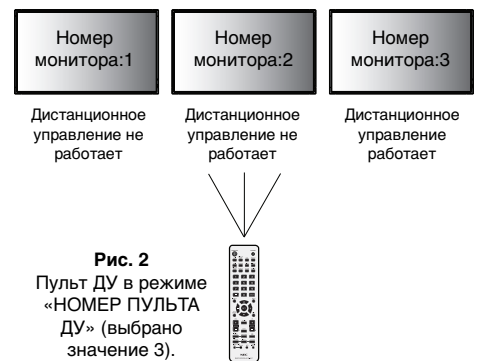 Номер
монитора:1
Номер
монитора:2
Номер
монитора:3
Дистанционное
управление не
работает
Дистанционное
управление не
работает
Дистанционное
управление
работает
Рис. 2
Пульт ДУ в режиме
«НОМЕР ПУЛЬТА
ДУ» (выбрано
значение 3).